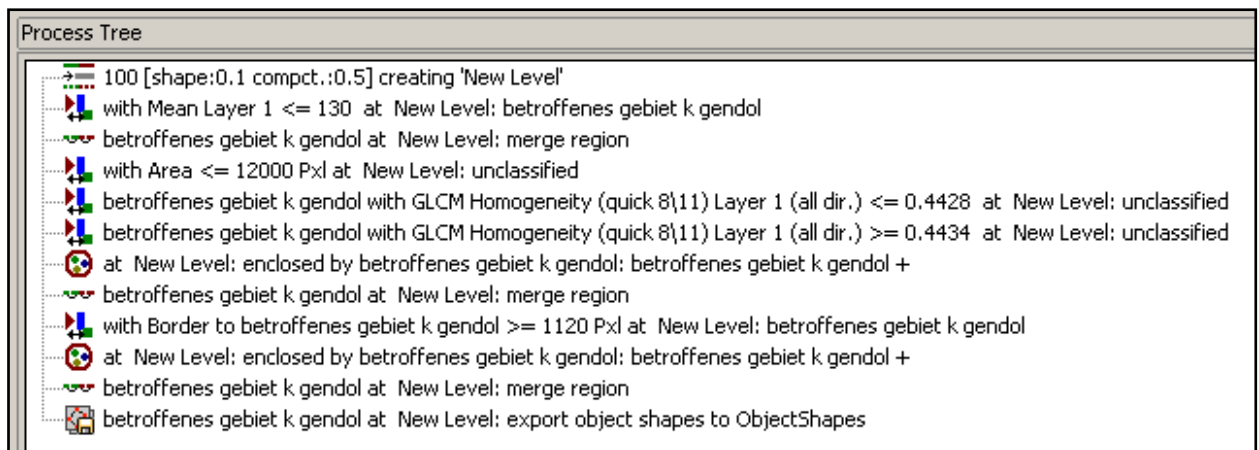 Process Tree
100 [shape:0.1 compct.:0.5] creating 'New Level'
with Mean Layer 1 <= 130 at New Level: betroffenes gebiet k gendol
betroffenes gebiet k gendol at New Level: merge region
with Area <= 12000 Pxl at New Level: unclassified
betroffenes gebiet k gendol with GLCM Homogeneity (quick 8\11) Layer 1 (all dir.) <= 0.4428 at New Level: unclassified
betroffenes gebiet k gendol with GLCM Homogeneity (quick 8\11) Layer 1 (all dir.) >= 0.4434 at New Level: unclassified
at New Level: enclosed by betroffenes gebiet k gendol: betroffenes gebiet k gendol +
betroffenes gebiet k gendol at New Level: merge region
with Border to betroffenes gebiet k gendol >= 1120 Pxl at New Level: betroffenes gebiet k gendol
at New Level: enclosed by betroffenes gebiet k gendol: betroffenes gebiet k gendol +
betroffenes gebiet k gendol at New Level: merge region
betroffenes gebiet k gendol at New Level: export object shapes to ObjectShapes